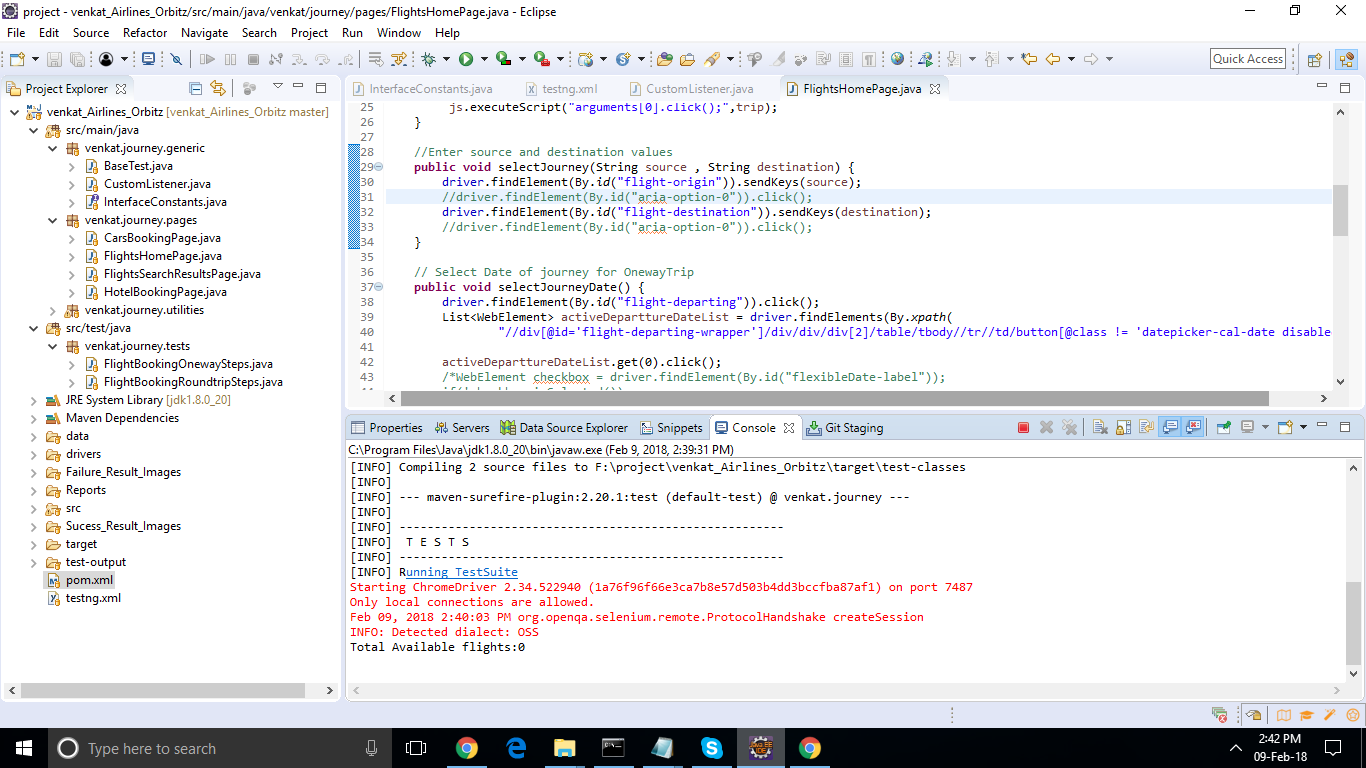 project - venkat_Airlines_Orbitz/src/main/java/venkat/journey/pages/FlightsHomePage.java - Eclipse
File Edit Source Refactor Navigate Search Project Run Window Help
Quick Access
Project Explorer
InterfaceConstants.java testng.xml CustomListener.java FlightsHomePage.java
venkat_Airlines_Orbitz [venkat_Airlines_Orbitz master]
src/main/java
venkat.journey.generic
BaseTest.java
CustomListener.java
InterfaceConstants.java
venkat.journey.pages
CarsBookingPage.java
FlightsHomePage.java
FlightsSearchResultsPage.java
HotelBookingPage.java
venkat.journey.utilities
src/test/java
venkat.journey.tests
FlightBookingOnewaySteps.java
FlightBookingRoundtripSteps.java
JRE System Library [jdk1.8.0_20]
Maven Dependencies
data
drivers
Failure_Result_Images
Reports
src
Sucess_Result_Images
target
test-output
pom.xml
testng.xml
25 js.executeScript("arguments[0].click();",trip);
26 }
27
28 //Enter source and destination values
29 public void selectJourney(String source , String destination) {
30 driver.findElement(By.id("flight-origin")).sendKeys(source);
31 //driver.findElement(By.id("aria-option-0")).click();
32 driver.findElement(By.id("flight-destination")).sendKeys(destination);
33 //driver.findElement(By.id("aria-option-0")).click();
34 }
35
36 // Select Date of journey for OnewayTrip
37 public void selectJourneyDate() {
38 driver.findElement(By.id("flight-departing")).click();
39 List<WebElement> activeDeparttureDateList = driver.findElements(By.xpath(
40 "//div[@id='flight-departing-wrapper']/div/div/div[2]/table/tbody//tr//td/button[@class != 'datepicker-cal-date disable
41
42 activeDeparttureDateList.get(0).click();
43 /*WebElement checkbox = driver.findElement(By.id("flexibleDate-label"));
Properties Servers Data Source Explorer Snippets Console Git Staging
C:\Program Files\Java\jdk1.8.0_20\bin\javaw.exe (Feb 9, 2018, 2:39:31 PM)
[INFO] Compiling 2 source files to F:\project\venkat_Airlines_Orbitz\target\test-classes
[INFO]
[INFO] --- maven-surefire-plugin:2.20.1:test (default-test) @ venkat.journey ---
[INFO]
[INFO] -------------------------------------------------------
[INFO] T E S T S
[INFO] -------------------------------------------------------
[INFO] Running TestSuite
Starting ChromeDriver 2.34.522940 (1a76f96f66e3ca7b8e57d503b4dd3bccfba87af1) on port 7487
Only local connections are allowed.
Feb 09, 2018 2:40:03 PM org.openqa.selenium.remote.ProtocolHandshake createSession
INFO: Detected dialect: OSS
Total Available flights:0
Type here to search
2:42 PM
09-Feb-18